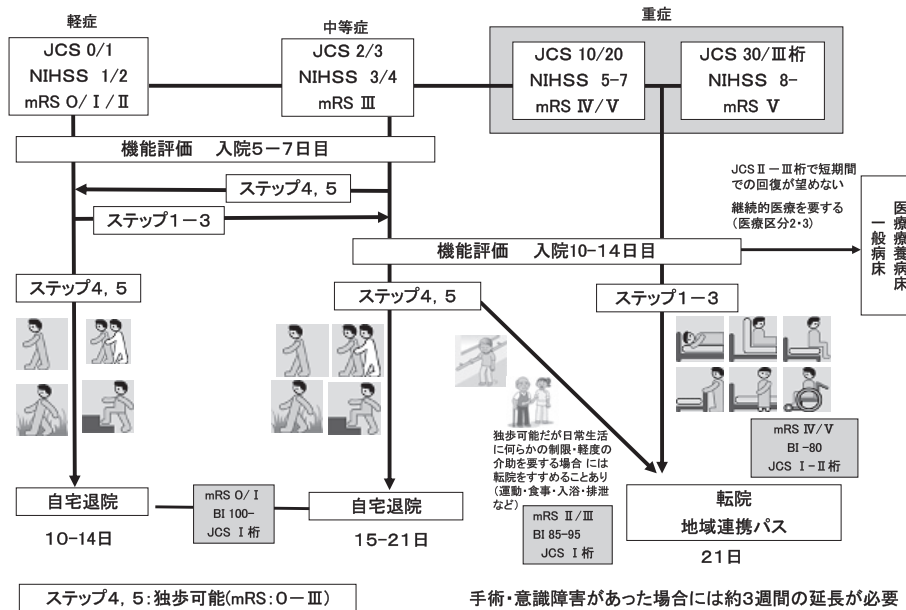 軽症
JCS 0/1
NIHSS 1/2
mRS 0/Ⅰ/Ⅱ
中等症
JCS 2/3
NIHSS 3/4
mRS Ⅲ
重症
JCS 10/20
NIHSS 5-7
mRS Ⅳ/Ⅴ
JCS 30/Ⅲ桁
NIHSS 8-
mRS Ⅴ
機能評価 入院5-7日目
ステップ4,5
ステップ1-3
JCSⅡ-Ⅲ桁で短期間
での回復が望めない
継続的医療を要する
(医療区分2・3)
医療療養病床
一般病床
機能評価 入院10-14日目
ステップ4,5
ステップ4,5
ステップ1-3
独歩可能だが日常生活
に何らかの制限・軽度の
介助を要する場合 には
転院をすすめることあり
(運動・食事・入浴・排泄
など)
mRS Ⅳ/Ⅴ
BI -80
JCS Ⅰ-Ⅱ桁
自宅退院
10-14日
mRS 0/Ⅰ
BI 100-
JCS Ⅰ桁
自宅退院
15-21日
mRS Ⅱ/Ⅲ
BI 85-95
JCS Ⅰ桁
転院
地域連携パス
21日
ステップ4,5:独歩可能(mRS:0-Ⅲ)
手術・意識障害があった場合には約3週間の延長が必要